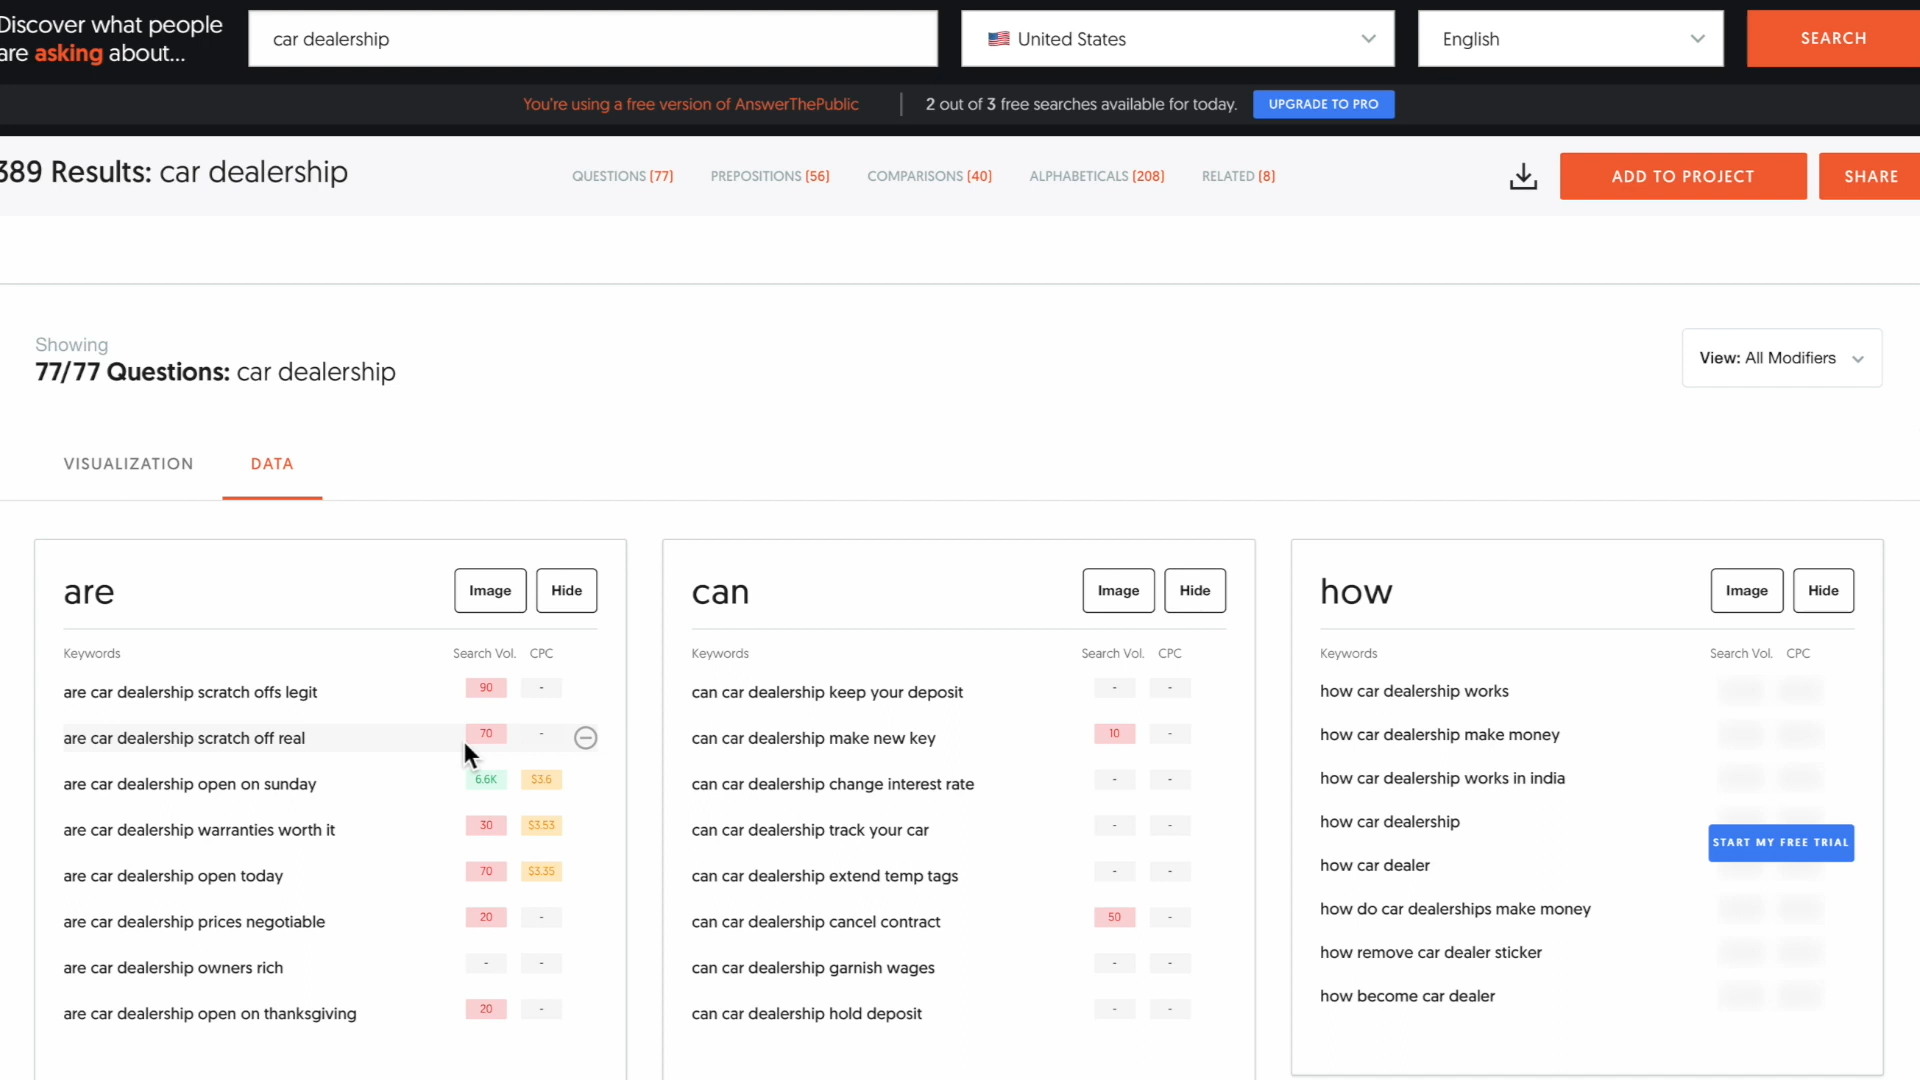 Discover what people
are asking about...
car dealership
United States
English
SEARCH
You're using a free version of AnswerThePublic
2 out of 3 free searches available for today.
UPGRADE TO PRO
389 Results: car dealership
QUESTIONS (77)
PREPOSITIONS (56)
COMPARISONS (40)
ALPHABETICALS (208)
RELATED (8)
ADD TO PROJECT
SHARE
Showing
77/77 Questions: car dealership
View: All Modifiers
VISUALIZATION
DATA
are
Image
Hide
Keywords Search Vol. CPC
are car dealership scratch offs legit 90 -
are car dealership scratch off real 70 -
are car dealership open on sunday 6.6K $3.6
are car dealership warranties worth it 30 $3.53
are car dealership open today 70 $3.35
are car dealership prices negotiable 20 -
are car dealership owners rich - -
are car dealership open on thanksgiving 20 -
can
Image
Hide
Keywords Search Vol. CPC
can car dealership keep your deposit - -
can car dealership make new key 10 -
can car dealership change interest rate - -
can car dealership track your car - -
can car dealership extend temp tags - -
can car dealership cancel contract 50 -
can car dealership garnish wages - -
can car dealership hold deposit - -
how
Image
Hide
Keywords Search Vol. CPC
how car dealership works
how car dealership make money
how car dealership works in india
how car dealership
START MY FREE TRIAL
how car dealer
how do car dealerships make money
how remove car dealer sticker
how become car dealer